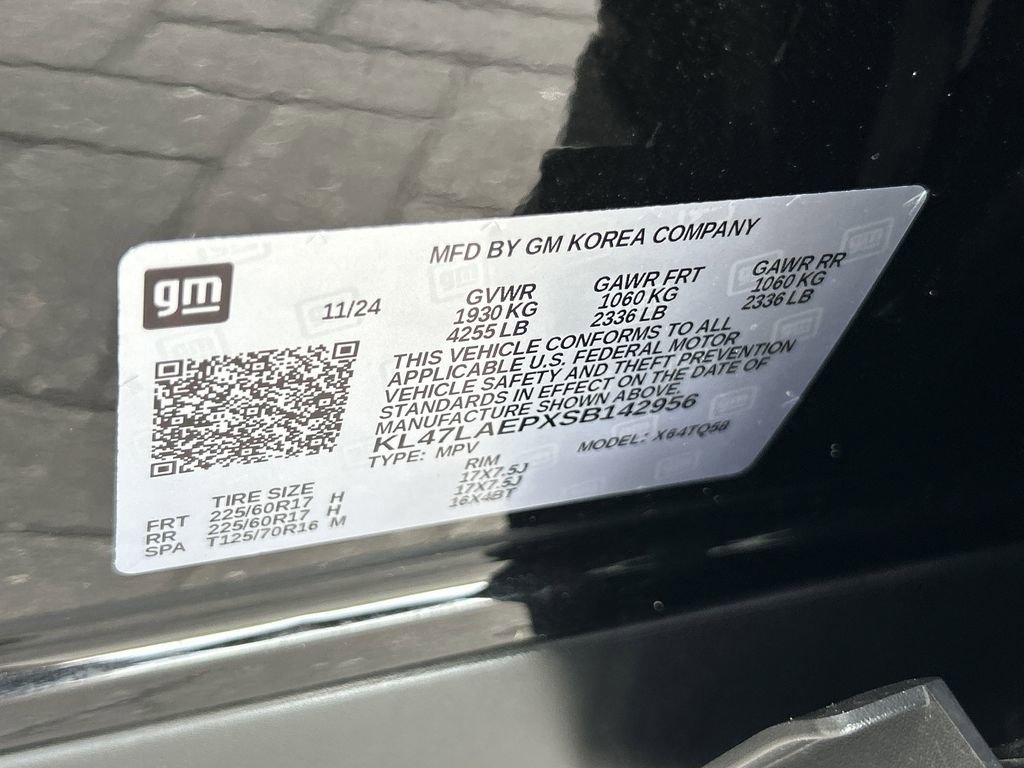 MFD BY GM KOREA COMPANY
gm
11/24
GVWR
1930 KG
4255 LB
GAWR FRT
1060 KG
2336 LB
GAWR RR
1060 KG
2336 LB
THIS VEHICLE CONFORMS TO ALL
APPLICABLE U.S. FEDERAL MOTOR
VEHICLE SAFETY AND THEFT PREVENTION
STANDARDS IN EFFECT ON THE DATE OF
MANUFACTURE SHOWN ABOVE.
KL47LAEPXSB142956
TYPE: MPV MODEL: X64TQ58
TIRE SIZE RIM
FRT 225/60R17 H 17X7.5J
RR 225/60R17 H 17X7.5J
SPA T125/70R16 M 16X4BT